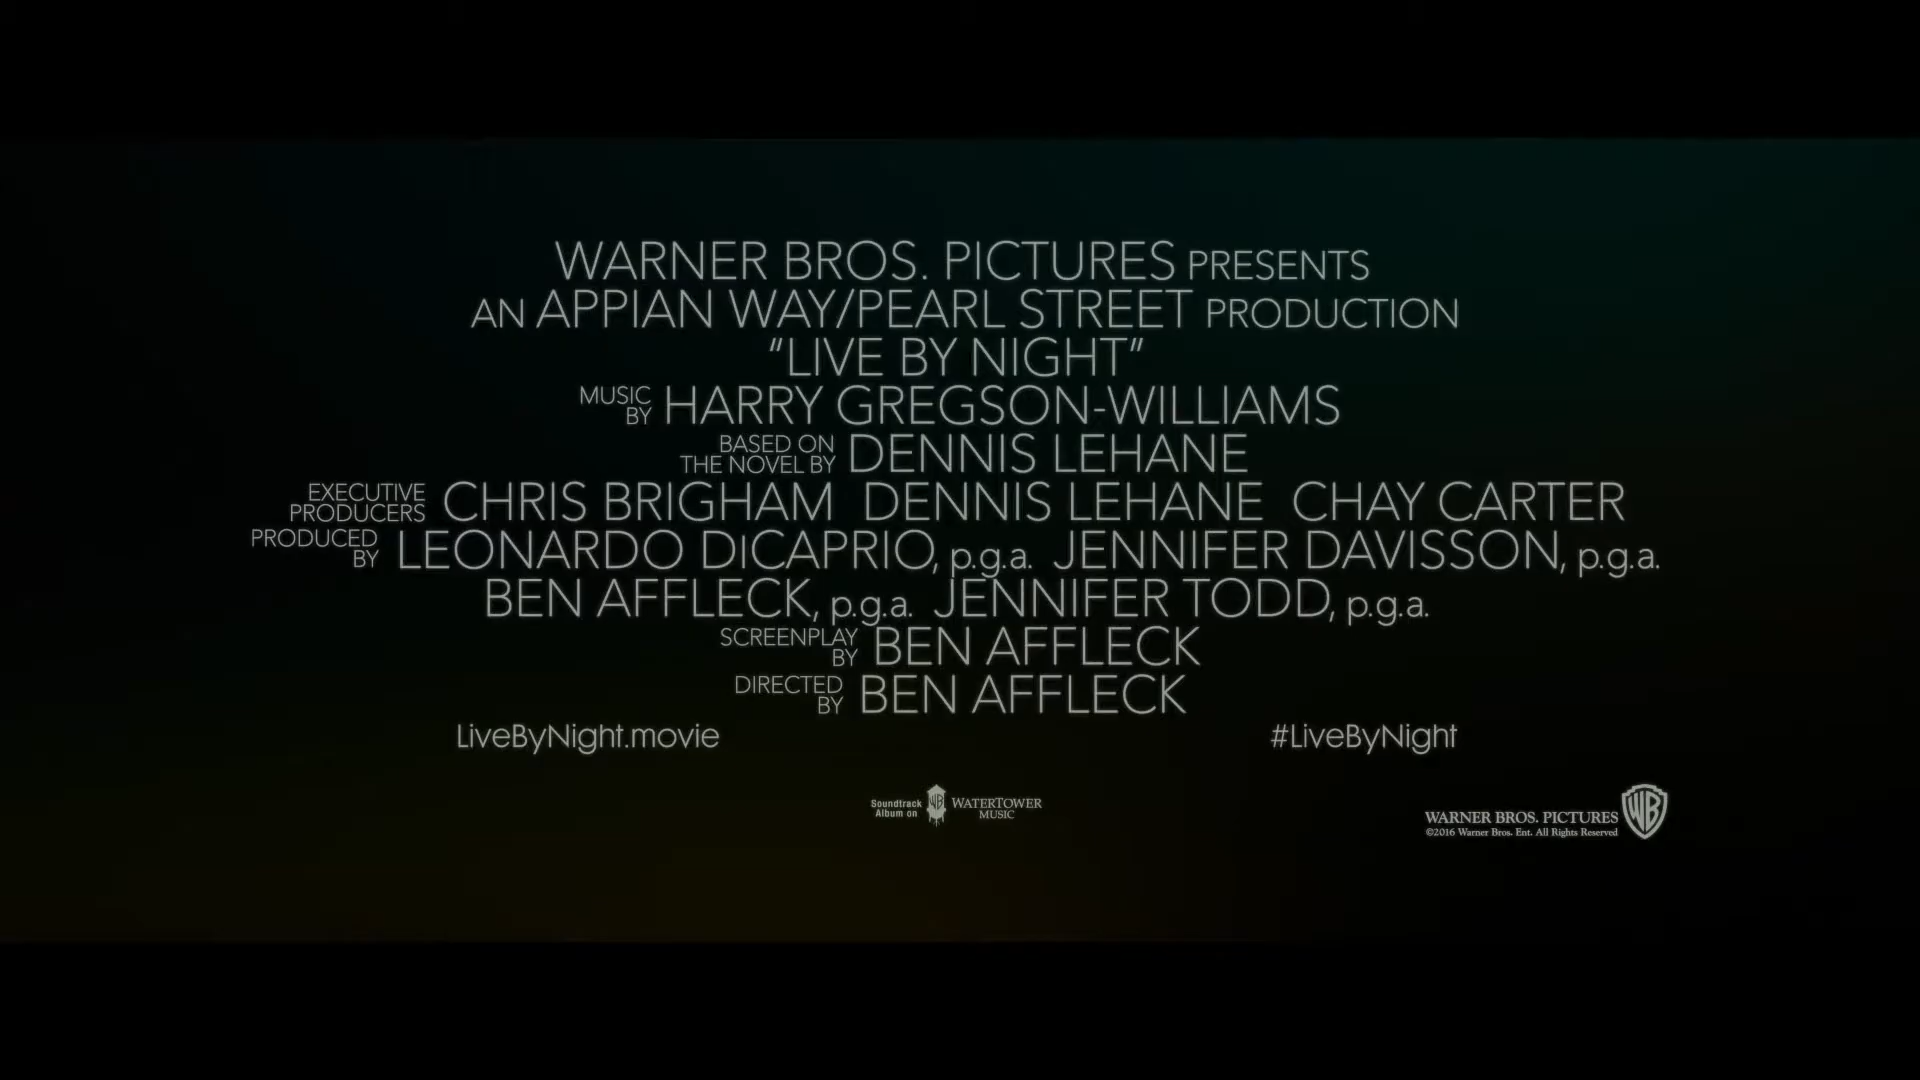 WARNER BROS. PICTURES PRESENTS
AN APPIAN WAY/PEARL STREET PRODUCTION
"LIVE BY NIGHT"
MUSIC BY HARRY GREGSON-WILLIAMS
BASED ON THE NOVEL BY DENNIS LEHANE
EXECUTIVE PRODUCERS CHRIS BRIGHAM DENNIS LEHANE CHAY CARTER
PRODUCED BY LEONARDO DiCAPRIO, p.g.a. JENNIFER DAVISSON, p.g.a.
BEN AFFLECK, p.g.a. JENNIFER TODD, p.g.a.
SCREENPLAY BY BEN AFFLECK
DIRECTED BY BEN AFFLECK
LiveByNight.movie #LiveByNight
Soundtrack Album on WB WATERTOWER MUSIC
WARNER BROS. PICTURES WB
©2016 Warner Bros. Ent. All Rights Reserved